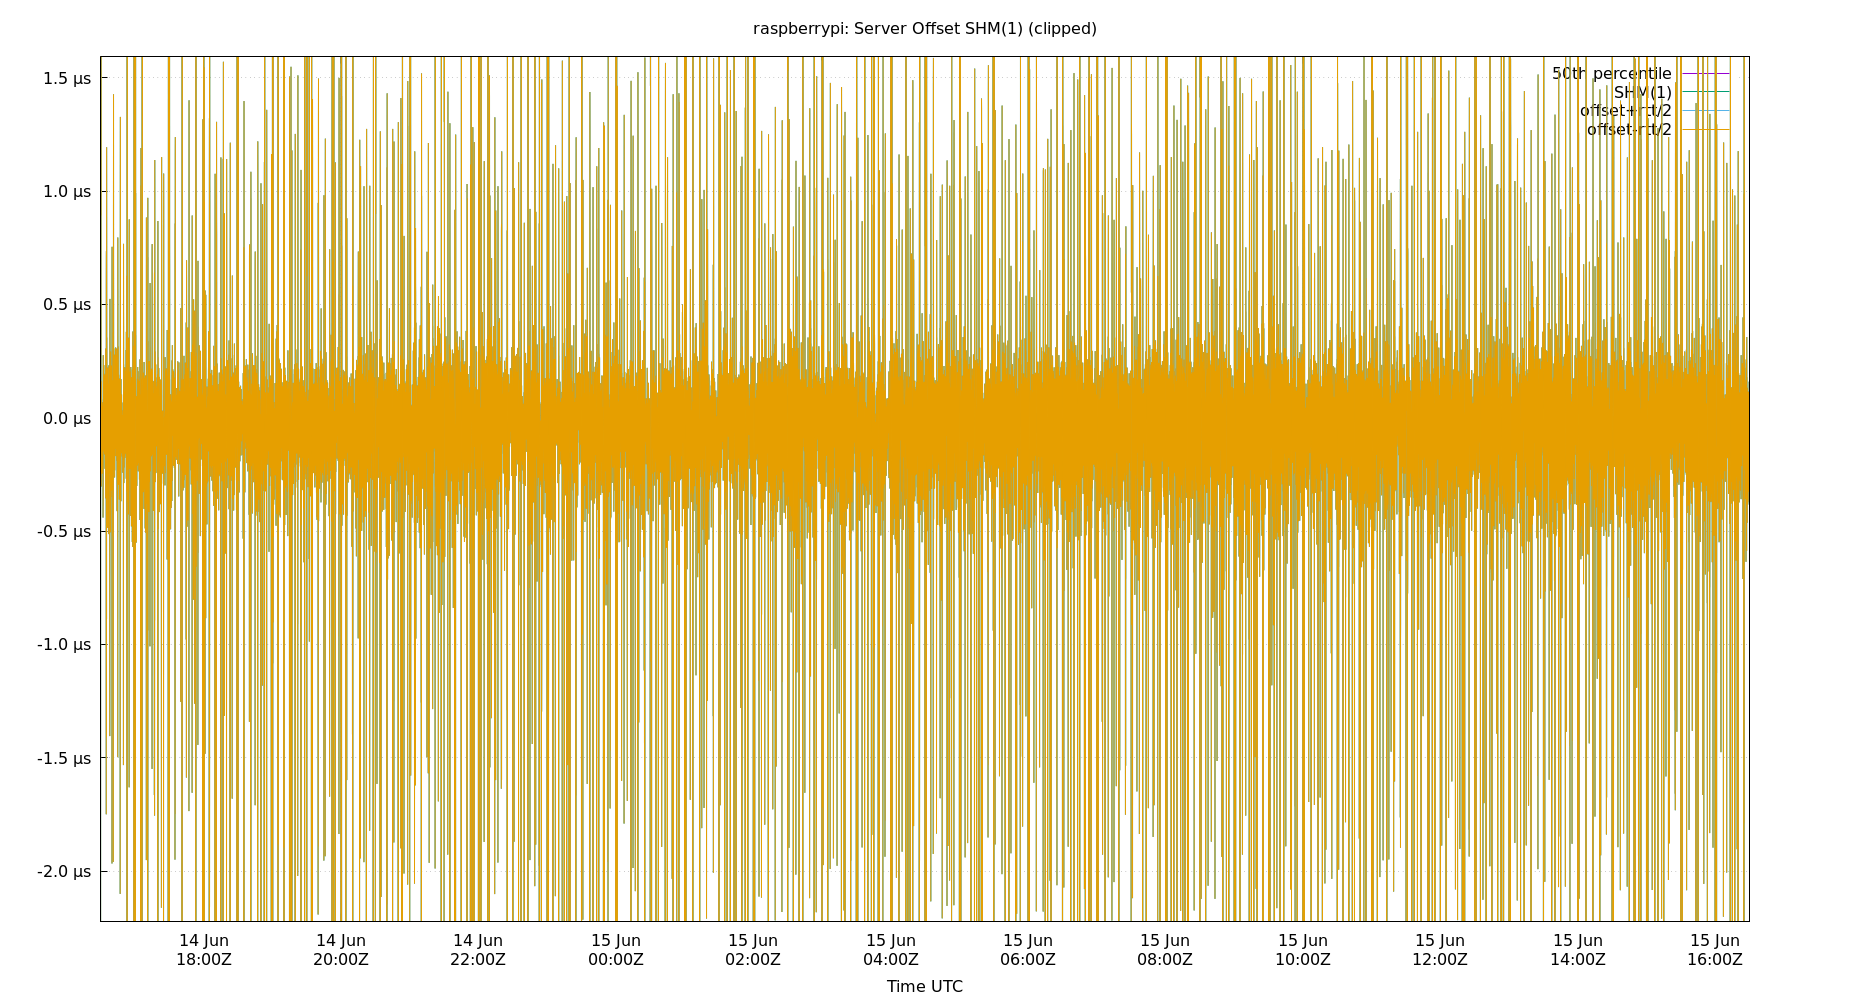 raspberrypi: Server Offset SHM(1) (clipped)
1.5 µs
1.0 µs
0.5 µs
0.0 µs
-0.5 µs
-1.0 µs
-1.5 µs
-2.0 µs
50th percentile
SHM(1)
offset+rtt/2
offset-rtt/2
14 Jun 14 Jun 14 Jun 15 Jun 15 Jun 15 Jun 15 Jun 15 Jun 15 Jun 15 Jun 15 Jun 15 Jun
18:00Z 20:00Z 22:00Z 00:00Z 02:00Z 04:00Z 06:00Z 08:00Z 10:00Z 12:00Z 14:00Z 16:00Z
Time UTC